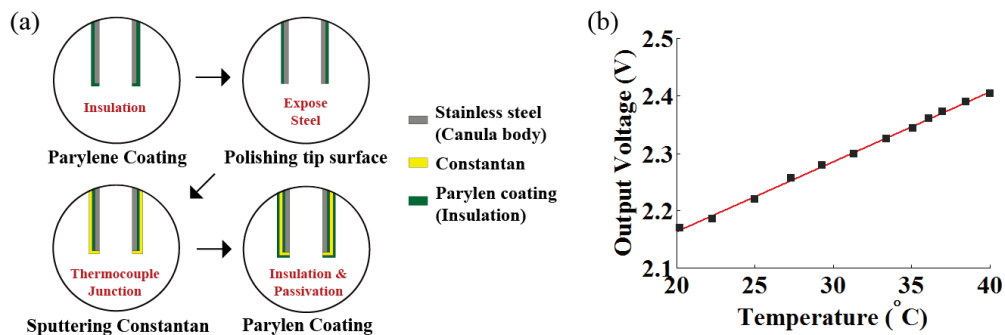 (a)
Insulation
Parylene Coating
Expose
Steel
Polishing tip surface
Thermocouple
Junction
Sputtering Constantan
Insulation &
Passivation
Parylen Coating
Stainless steel
(Canula body)
Constantan
Parylen coating
(Insulation)
(b)
Output Voltage (V)
2.5
2.4
2.3
2.2
2.1
20
25
30
35
40
Temperature (°C)